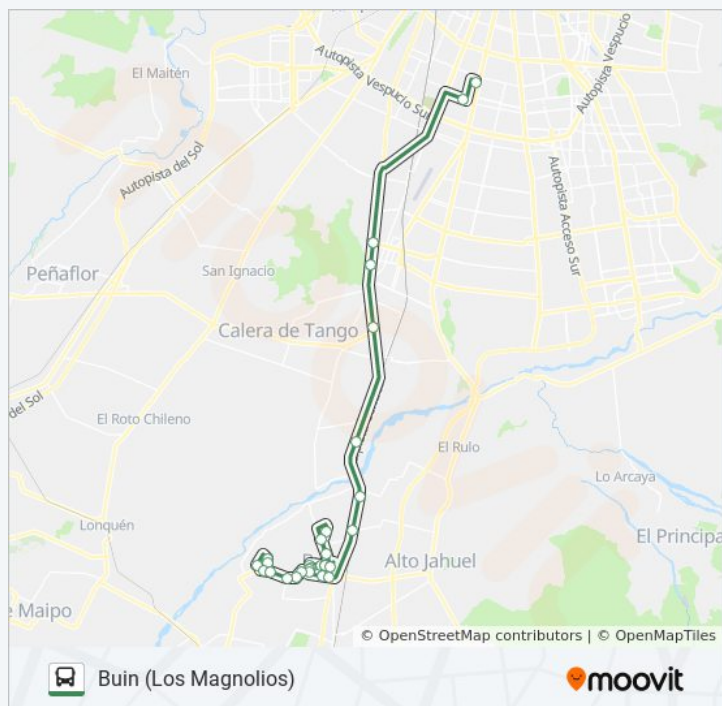 El Maitén
Autopista Vespucio Sur
Autopista Vespucio
Autopista del Sol
Autopista Acceso Sur
Peñaflor
San Ignacio
Calera de Tango
del Sol
El Roto Chileno
El Rulo
Lo Arcaya
Lonquén
El Principa
Alto Jahuel
e Maipo
© OpenStreetMap contributors | © OpenMapTiles
Buin (Los Magnolios)
moovit